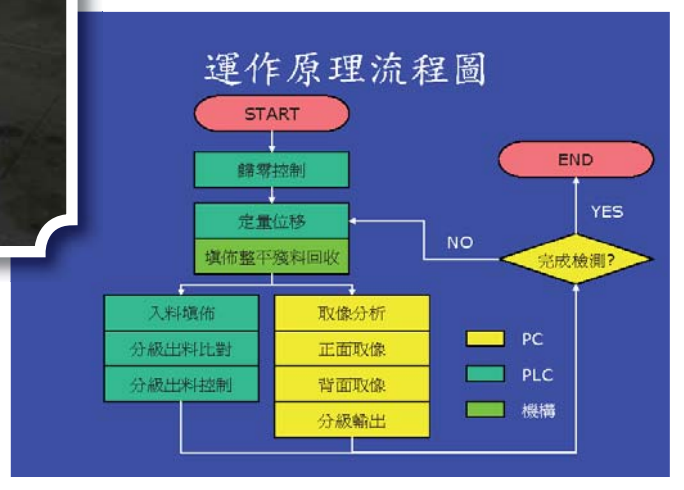 運作原理流程圖
START
歸零控制
定量位移
填佈整平殘料回收
入料填佈
分級出料比對
分級出料控制
取像分析
正面取像
背面取像
分級輸出
NO
完成檢測?
YES
END
PC
PLC
機構